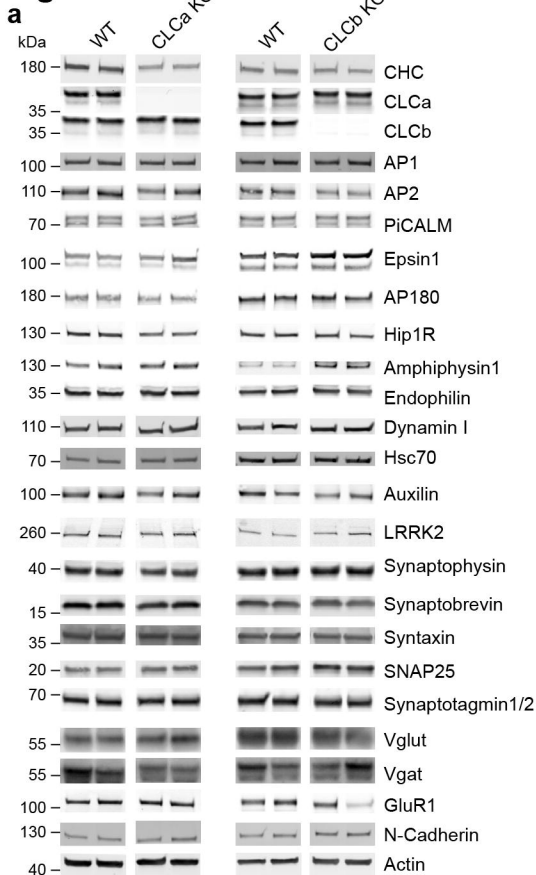 a
kDa
WT
CLCa
WT
CLCb
180
CHC
CLCa
35
CLCb
35
100
AP1
110
AP2
70
PiCALM
100
Epsin1
180
AP180
130
Hip1R
130
Amphiphysin1
35
Endophilin
110
Dynamin I
70
Hsc70
100
Auxilin
260
LRRK2
40
Synaptophysin
15
Synaptobrevin
35
Syntaxin
20
SNAP25
70
Synaptotagmin1/2
55
Vglut
55
Vgat
100
GluR1
130
N-Cadherin
40
Actin